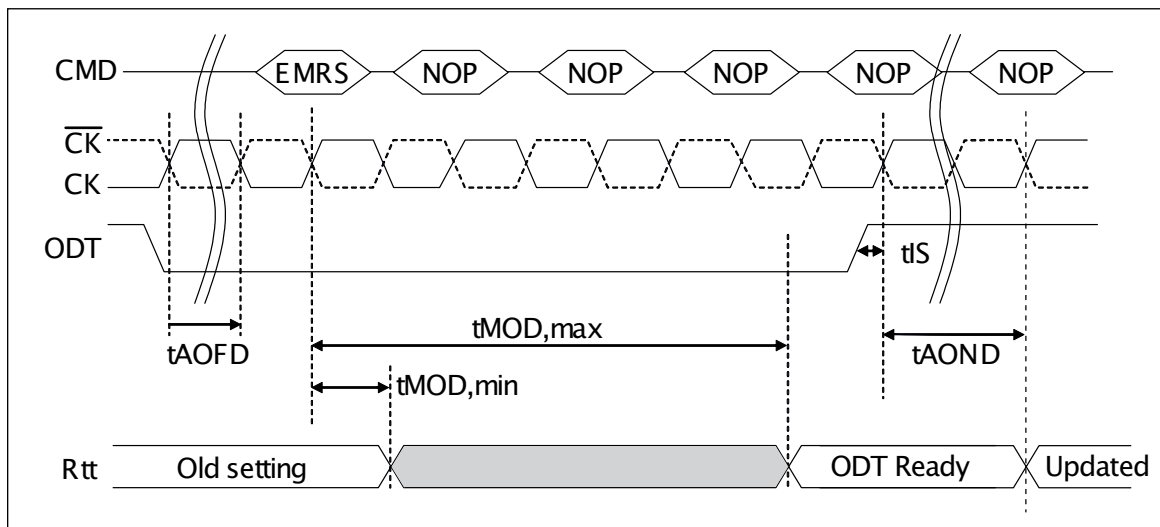 CMD EMRS NOP NOP NOP NOP NOP
C̅K̅
CK
ODT
tIS
tMOD,max
tAOFD
tAOND
tMOD,min
Rtt Old setting ODT Ready Updated